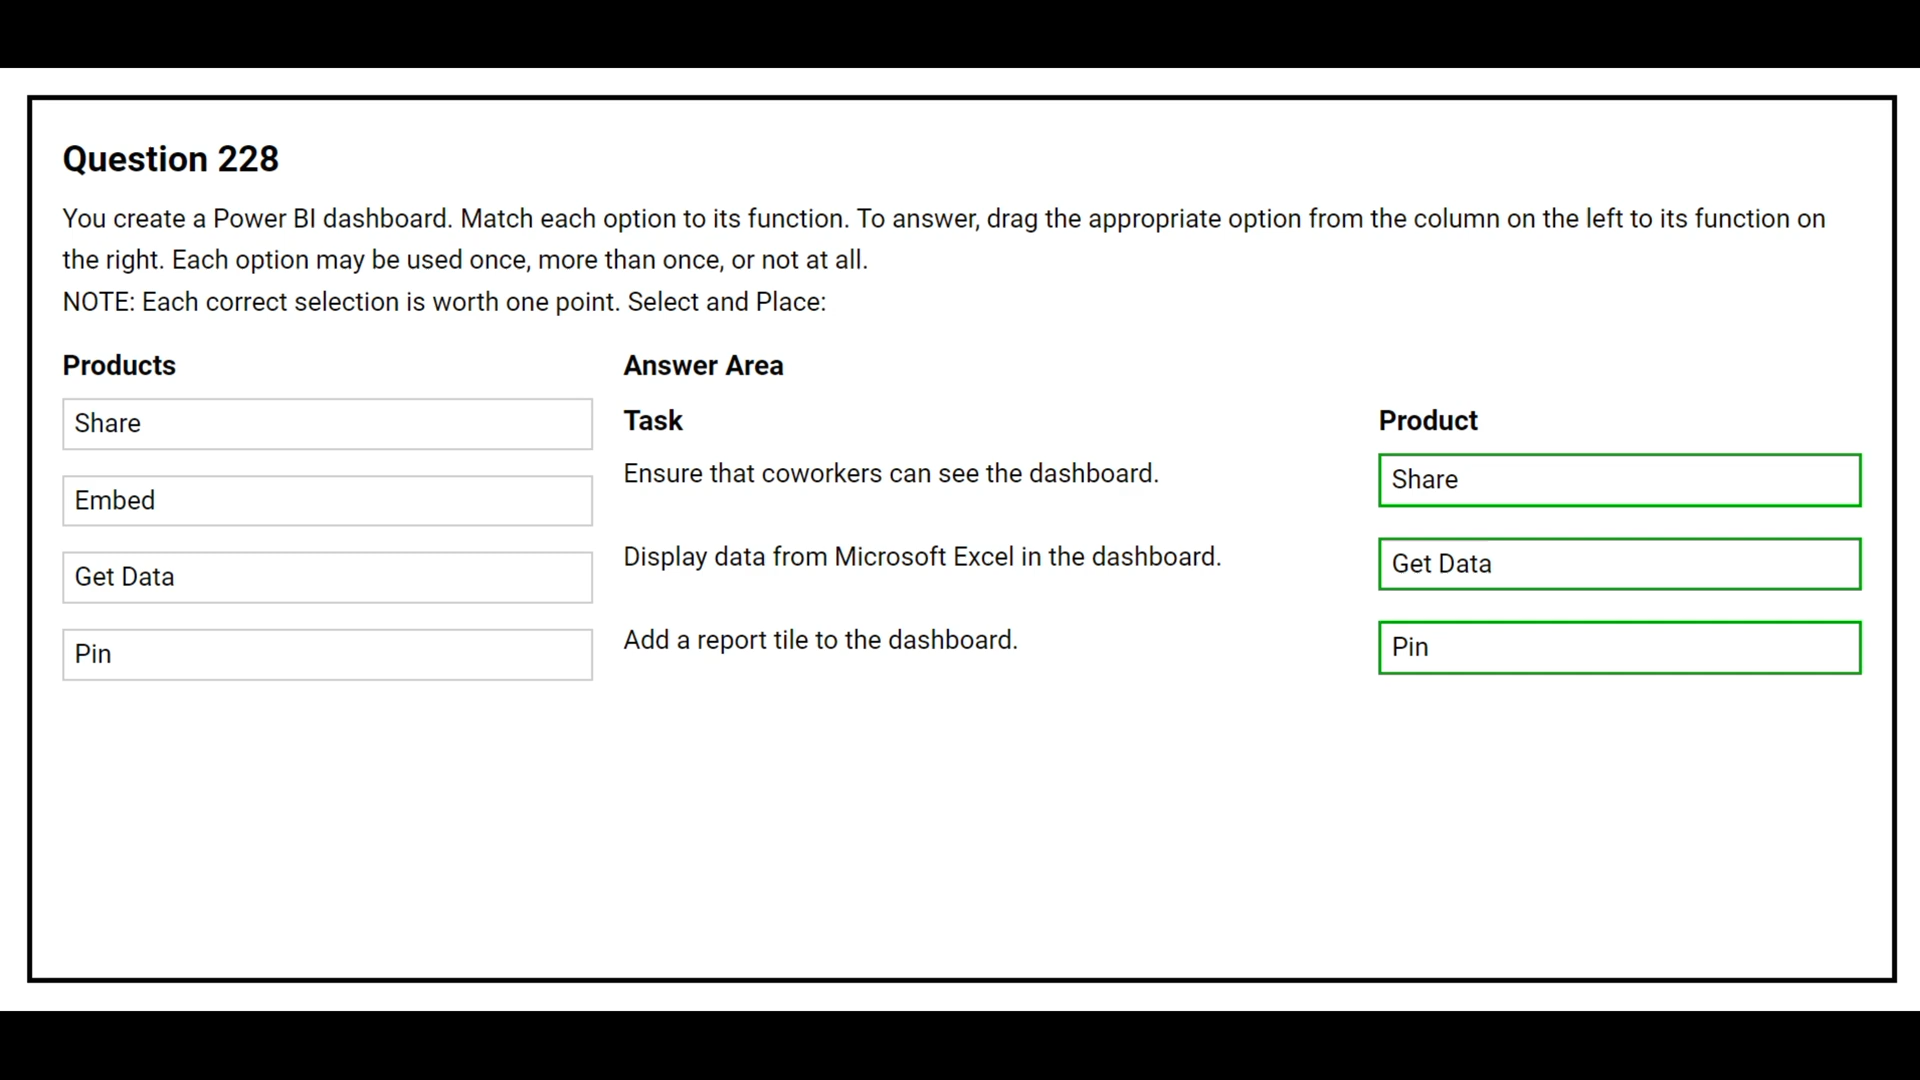 Question 228
You create a Power BI dashboard. Match each option to its function. To answer, drag the appropriate option from the column on the left to its function on
the right. Each option may be used once, more than once, or not at all.
NOTE: Each correct selection is worth one point. Select and Place:
Products
Share
Embed
Get Data
Pin
Answer Area
Task
Ensure that coworkers can see the dashboard.
Display data from Microsoft Excel in the dashboard.
Add a report tile to the dashboard.
Product
Share
Get Data
Pin